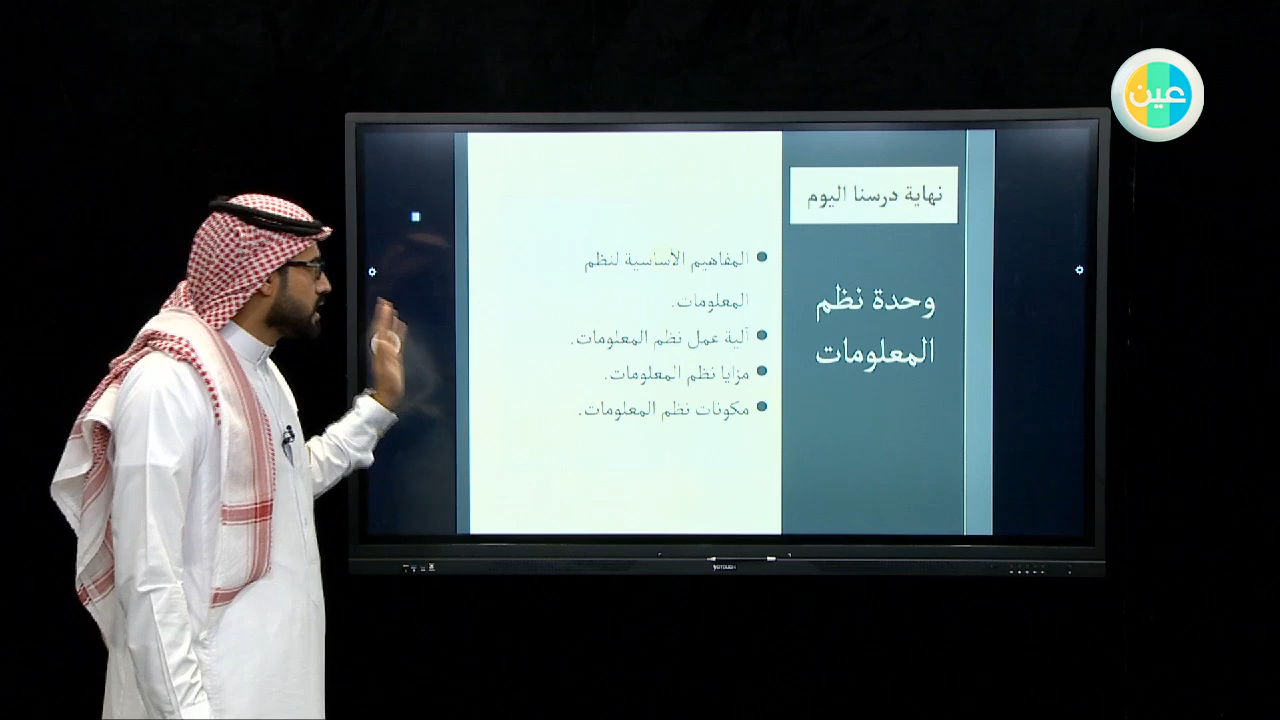 عين
نهاية درسنا اليوم
وحدة نظم
المعلومات
المفاهيم الأساسية لنظم
المعلومات.
آلية عمل نظم المعلومات.
مزايا نظم المعلومات.
مكونات نظم المعلومات.